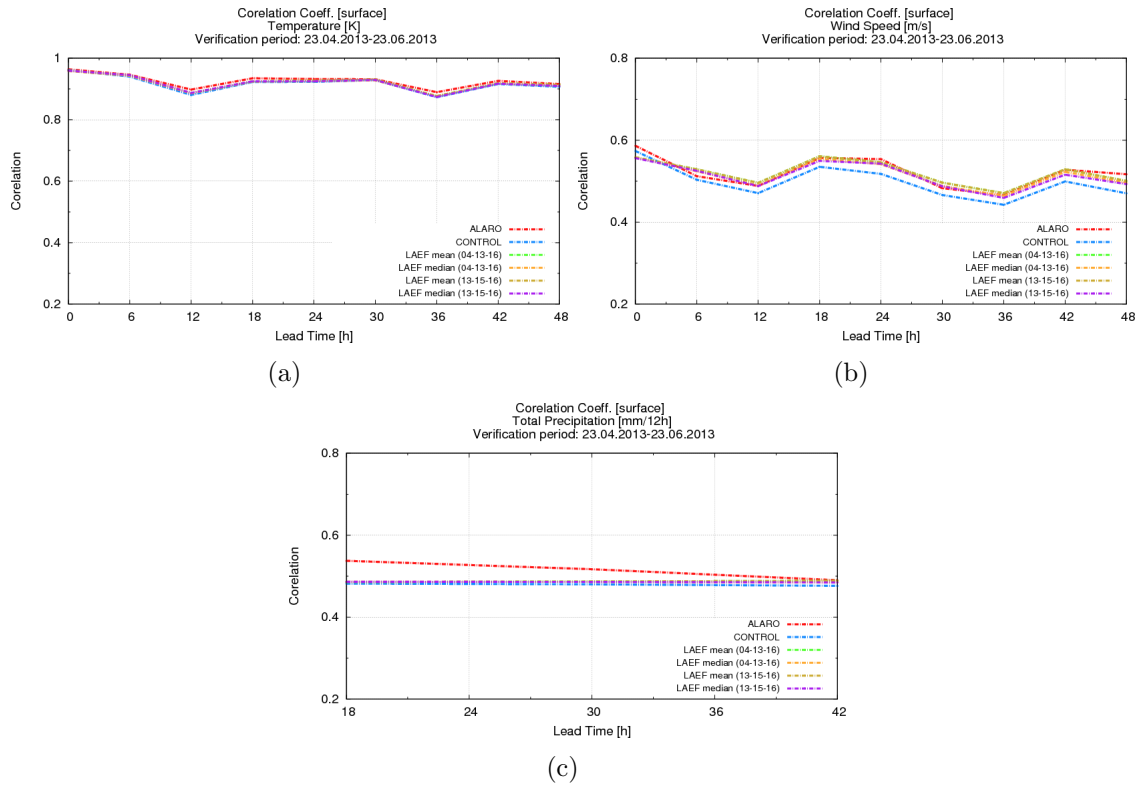 Corelation Coeff. [surface]
Temperature [K]
Verification period: 23.04.2013-23.06.2013
1
0.8
0.6
0.4
0.2
Corelation
ALARO
CONTROL
LAEF mean (04-13-16)
LAEF median (04-13-16)
LAEF mean (13-15-16)
LAEF median (13-15-16)
0 6 12 18 24 30 36 42 48
Lead Time [h]
(a)
Corelation Coeff. [surface]
Wind Speed [m/s]
Verification period: 23.04.2013-23.06.2013
0.8
0.6
0.4
0.2
Corelation
ALARO
CONTROL
LAEF mean (04-13-16)
LAEF median (04-13-16)
LAEF mean (13-15-16)
LAEF median (13-15-16)
0 6 12 18 24 30 36 42 48
Lead Time [h]
(b)
Corelation Coeff. [surface]
Total Precipitation [mm/12h]
Verification period: 23.04.2013-23.06.2013
0.8
0.6
0.4
0.2
Corelation
ALARO
CONTROL
LAEF mean (04-13-16)
LAEF median (04-13-16)
LAEF mean (13-15-16)
LAEF median (13-15-16)
18 24 30 36 42
Lead Time [h]
(c)